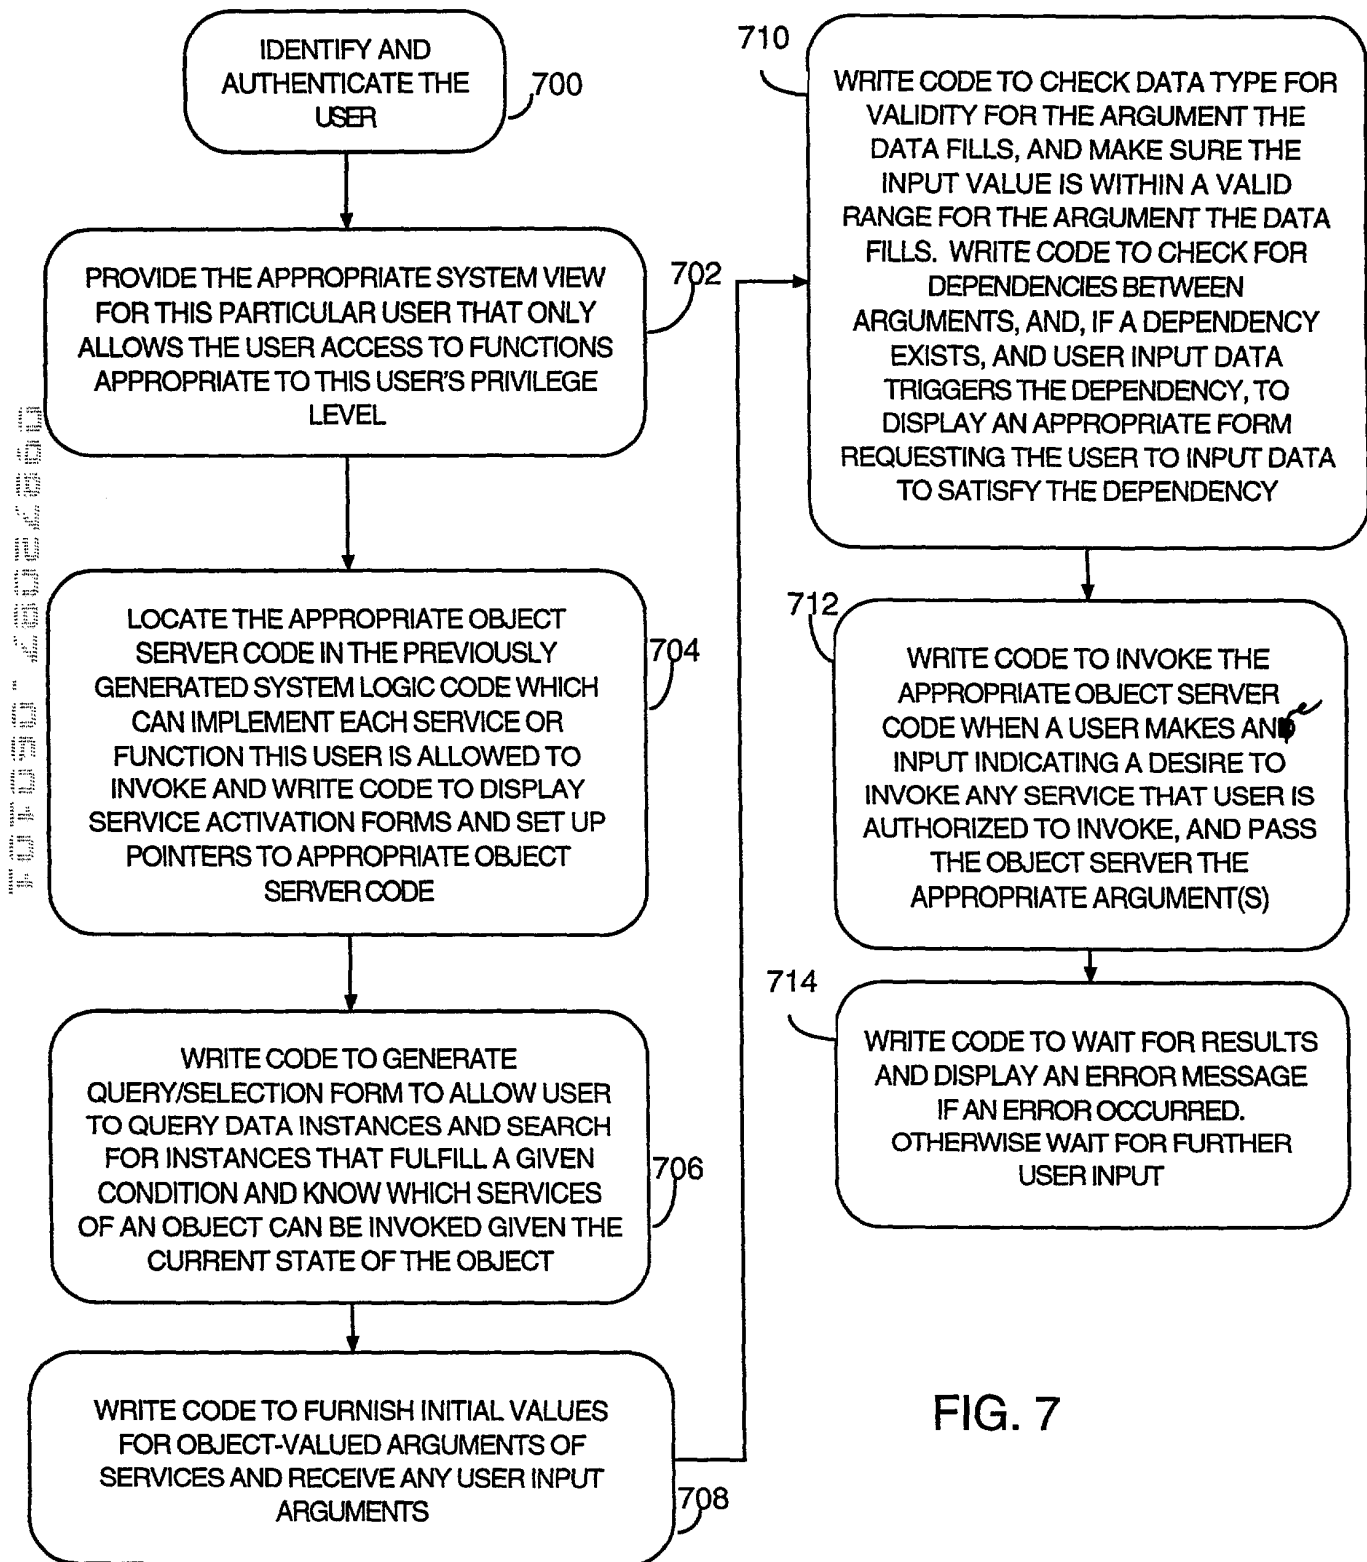 IDENTIFY AND
AUTHENTICATE THE
USER
700
PROVIDE THE APPROPRIATE SYSTEM VIEW
FOR THIS PARTICULAR USER THAT ONLY
ALLOWS THE USER ACCESS TO FUNCTIONS
APPROPRIATE TO THIS USER'S PRIVILEGE
LEVEL
702
LOCATE THE APPROPRIATE OBJECT
SERVER CODE IN THE PREVIOUSLY
GENERATED SYSTEM LOGIC CODE WHICH
CAN IMPLEMENT EACH SERVICE OR
FUNCTION THIS USER IS ALLOWED TO
INVOKE AND WRITE CODE TO DISPLAY
SERVICE ACTIVATION FORMS AND SET UP
POINTERS TO APPROPRIATE OBJECT
SERVER CODE
704
WRITE CODE TO GENERATE
QUERY/SELECTION FORM TO ALLOW USER
TO QUERY DATA INSTANCES AND SEARCH
FOR INSTANCES THAT FULFILL A GIVEN
CONDITION AND KNOW WHICH SERVICES
OF AN OBJECT CAN BE INVOKED GIVEN THE
CURRENT STATE OF THE OBJECT
706
WRITE CODE TO FURNISH INITIAL VALUES
FOR OBJECT-VALUED ARGUMENTS OF
SERVICES AND RECEIVE ANY USER INPUT
ARGUMENTS
708
710
WRITE CODE TO CHECK DATA TYPE FOR
VALIDITY FOR THE ARGUMENT THE
DATA FILLS, AND MAKE SURE THE
INPUT VALUE IS WITHIN A VALID
RANGE FOR THE ARGUMENT THE DATA
FILLS. WRITE CODE TO CHECK FOR
DEPENDENCIES BETWEEN
ARGUMENTS, AND, IF A DEPENDENCY
EXISTS, AND USER INPUT DATA
TRIGGERS THE DEPENDENCY, TO
DISPLAY AN APPROPRIATE FORM
REQUESTING THE USER TO INPUT DATA
TO SATISFY THE DEPENDENCY
712
WRITE CODE TO INVOKE THE
APPROPRIATE OBJECT SERVER
CODE WHEN A USER MAKES AND
INPUT INDICATING A DESIRE TO
INVOKE ANY SERVICE THAT USER IS
AUTHORIZED TO INVOKE, AND PASS
THE OBJECT SERVER THE
APPROPRIATE ARGUMENT(S)
714
WRITE CODE TO WAIT FOR RESULTS
AND DISPLAY AN ERROR MESSAGE
IF AN ERROR OCCURRED.
OTHERWISE WAIT FOR FURTHER
USER INPUT
FIG. 7